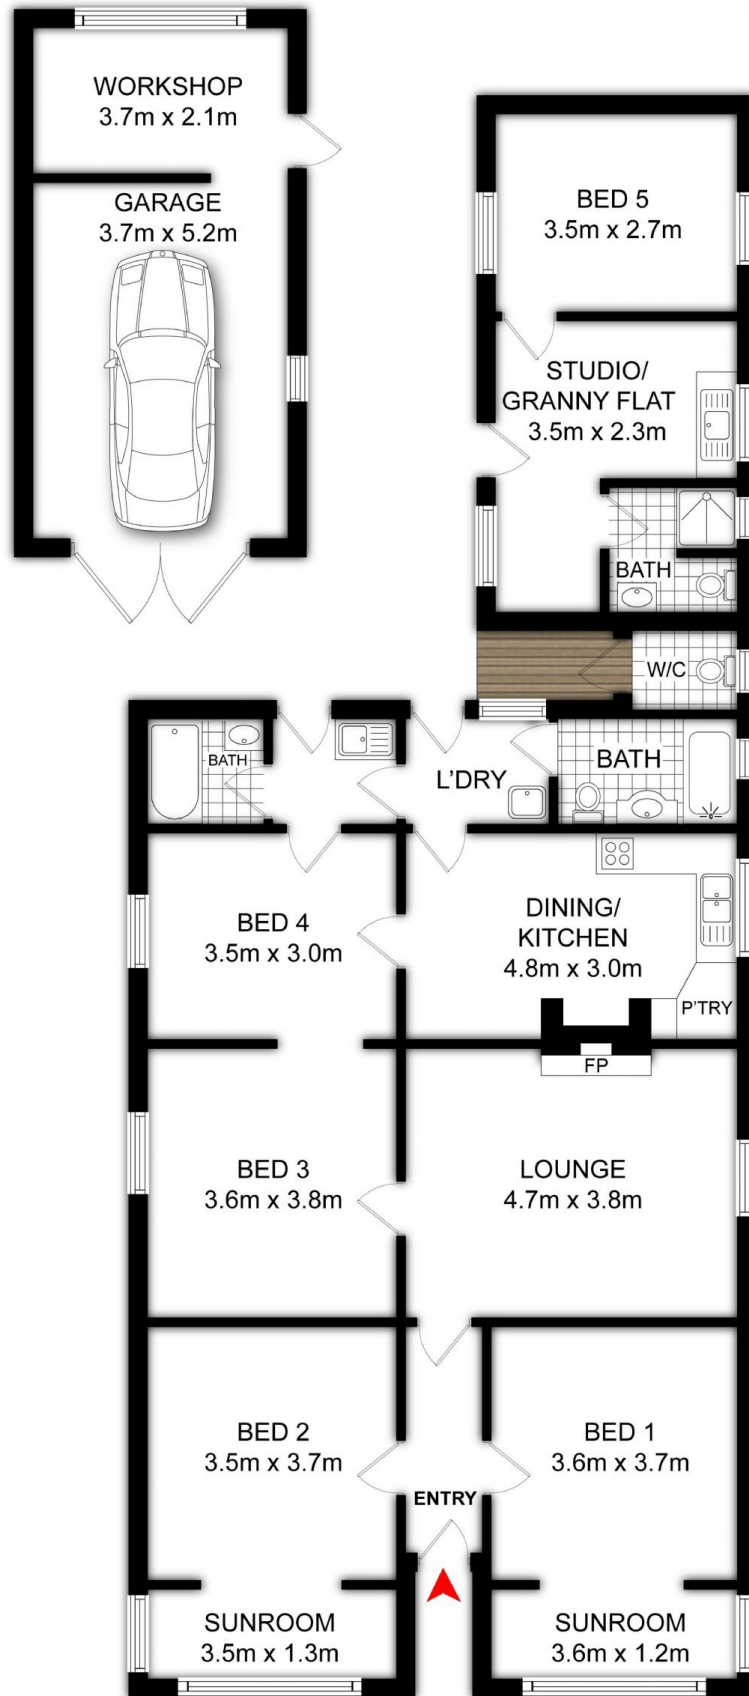 WORKSHOP
3.7m x 2.1m
GARAGE
3.7m x 5.2m
BED 5
3.5m x 2.7m
STUDIO/
GRANNY FLAT
3.5m x 2.3m
BATH
W/C
BATH
L'DRY
BATH
BED 4
3.5m x 3.0m
DINING/
KITCHEN
4.8m x 3.0m
P'TRY
FP
BED 3
3.6m x 3.8m
LOUNGE
4.7m x 3.8m
BED 2
3.5m x 3.7m
BED 1
3.6m x 3.7m
ENTRY
SUNROOM
3.5m x 1.3m
SUNROOM
3.6m x 1.2m